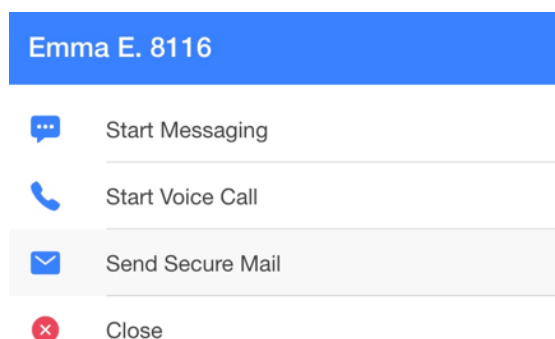 Emma E. 8116
Start Messaging
Start Voice Call
Send Secure Mail
Close